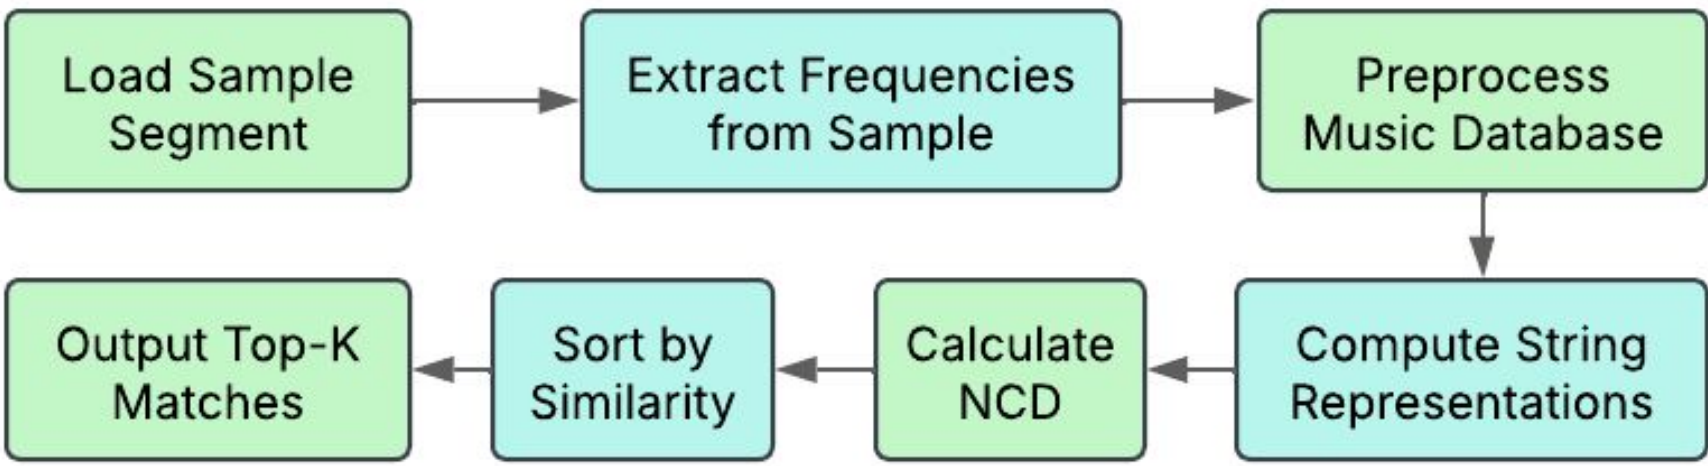 Load Sample
Segment
Extract Frequencies
from Sample
Preprocess
Music Database
Compute String
Representations
Calculate
NCD
Sort by
Similarity
Output Top-K
Matches